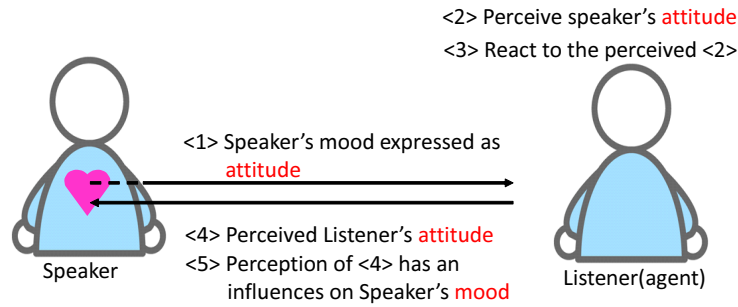 <2> Perceive speaker's attitude
<3> React to the perceived <2>
<1> Speaker's mood expressed as
attitude
<4> Perceived Listener's attitude
<5> Perception of <4> has an
influences on Speaker's mood
Speaker
Listener(agent)